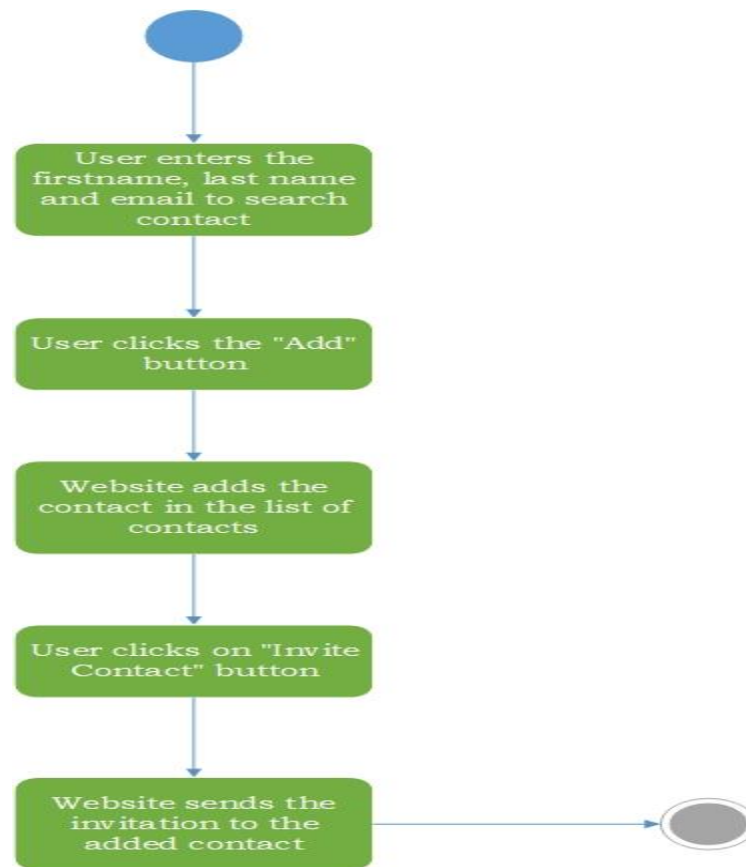 User enters the
firstname, last name
and email to search
contact
User clicks the "Add"
button
Website adds the
contact in the list of
contacts
User clicks on "Invite
Contact" button
Website sends the
invitation to the
added contact